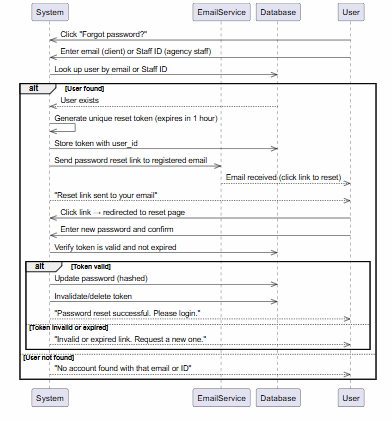 System EmailService Database User
Click "Forgot password?"
Enter email (client) or Staff ID (agency staff)
Look up user by email or Staff ID
alt [User found]
User exists
Generate unique reset token (expires in 1 hour)
Store token with user_id
Send password reset link to registered email
Email received (click link to reset)
"Reset link sent to your email"
Click link → redirected to reset page
Enter new password and confirm
Verify token is valid and not expired
alt [Token valid]
Update password (hashed)
Invalidate/delete token
"Password reset successful. Please login."
[Token invalid or expired]
"Invalid or expired link. Request a new one."
[User not found]
"No account found with that email or ID"
System EmailService Database User